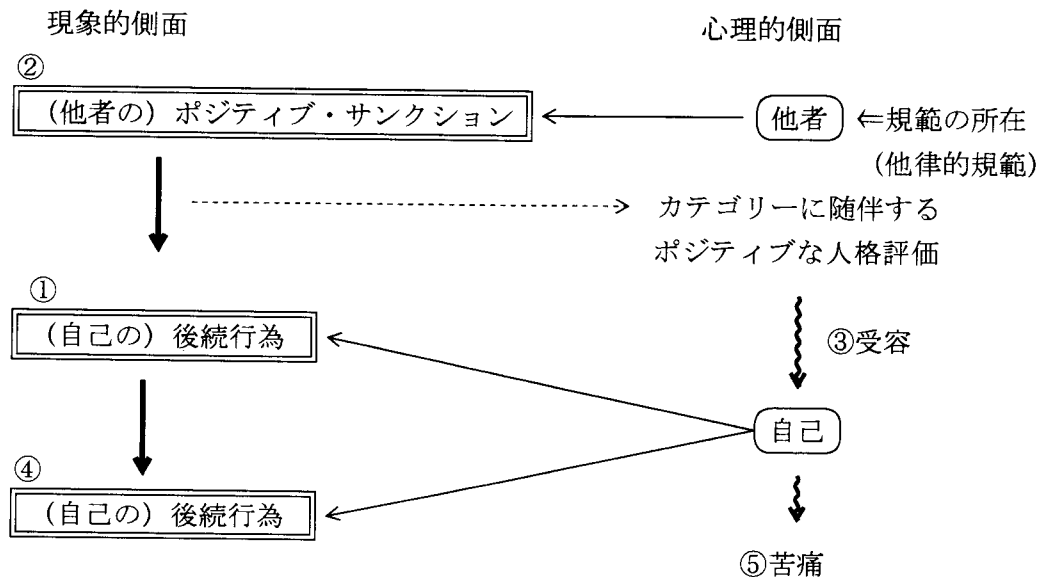 現象的側面
心理的側面
②
(他者の) ポジティブ・サンクション
他者
⇐規範の所在
(他律的規範)
カテゴリーに随伴する
ポジティブな人格評価
①
(自己の) 後続行為
③受容
自己
④
(自己の) 後続行為
⑤苦痛